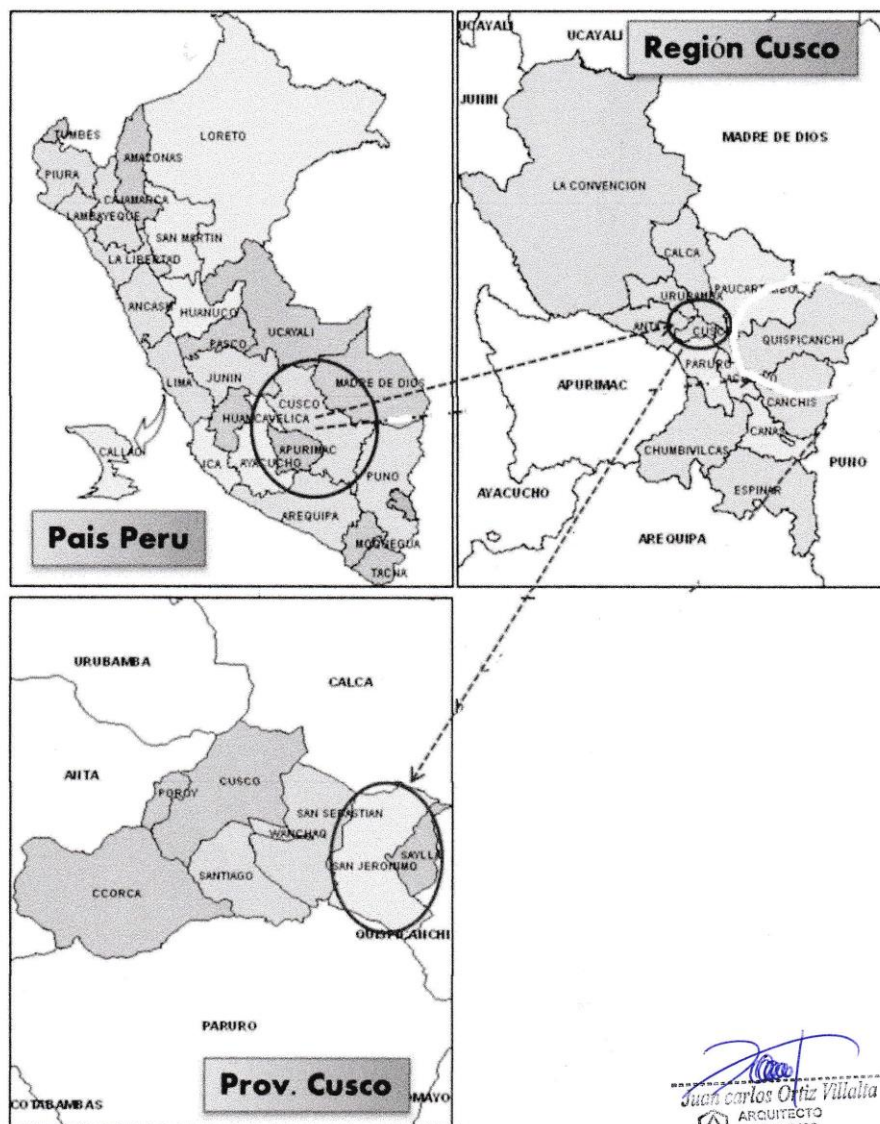 TUMBES
LORETO
AMAZONAS
PIURA
CAJAMARCA
LAMBAYEQUE
SAN MARTIN
LA LIBERTAD
ANCASH
HUANUCO
UCAYALI
PASCO
LIMA
JUNIN
MADRE DE DIOS
CUSCO
HUANCAVELICA
CALLAO
APURIMAC
ICA
AYACUCHO
PUNO
AREQUIPA
MOQUEGUA
TACNA
Pais Peru
UCAYALI
UCAYALI
Región Cusco
JUNIN
MADRE DE DIOS
LA CONVENCION
CALCA
URUBAMBA
ANTA
CUSCO
QUISPICANCHI
PARURO
APURIMAC
CANCHIS
CANAS
CHUMBIVILCAS
PUNO
AYACUCHO
ESPINAR
AREQUIPA
URUBAMBA
CALCA
ANTA
POROY
CUSCO
SAN SEBASTIAN
WANCHAQ
SAYLLA
SAN JERONIMO
SANTIAGO
CCORCA
QUISPICANCHI
PARURO
Prov. Cusco
COTABAMBAS
OMAYO
Juan carlos Ortiz Villalta
ARQUITECTO